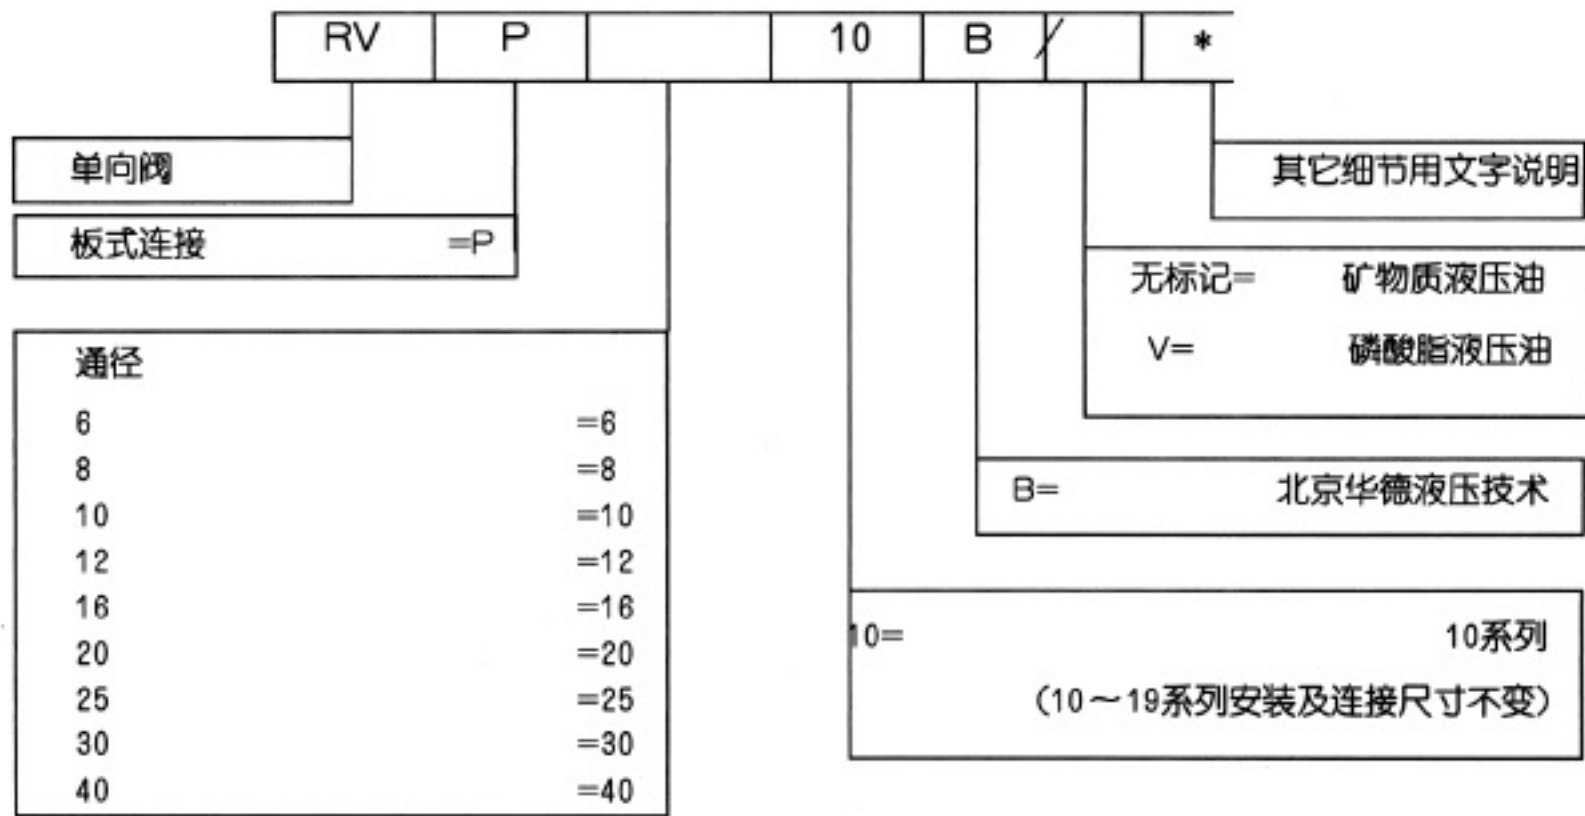 RV P 10 B / *
单向阀
其它细节用文字说明
板式连接 =P
无标记= 矿物质液压油
V= 磷酸脂液压油
通径
6 =6
8 =8
10 =10
12 =12
16 =16
20 =20
25 =25
30 =30
40 =40
B= 北京华德液压技术
10= 10系列
(10～19系列安装及连接尺寸不变)